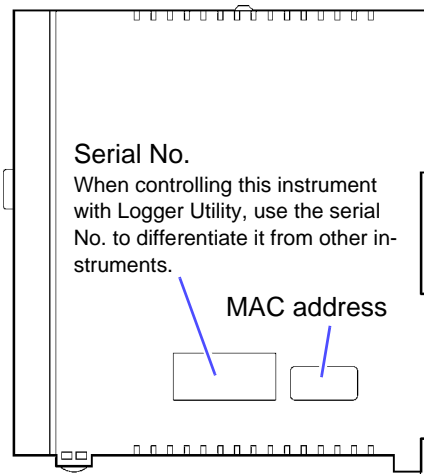 Serial No.
When controlling this instrument
with Logger Utility, use the serial
No. to differentiate it from other in-
struments.
MAC address